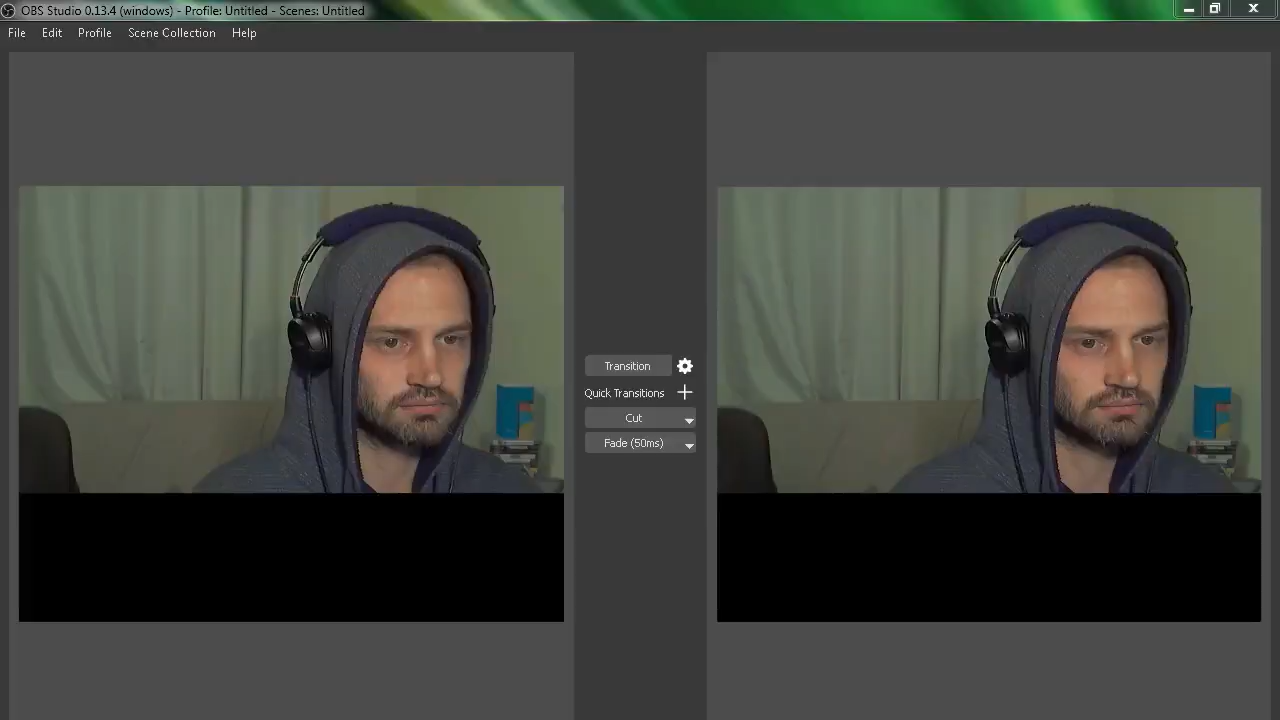 OBS Studio 0.13.4 (windows) - Profile: Untitled - Scenes: Untitled
File Edit Profile Scene Collection Help
Transition
Quick Transitions
Cut
Fade (50ms)